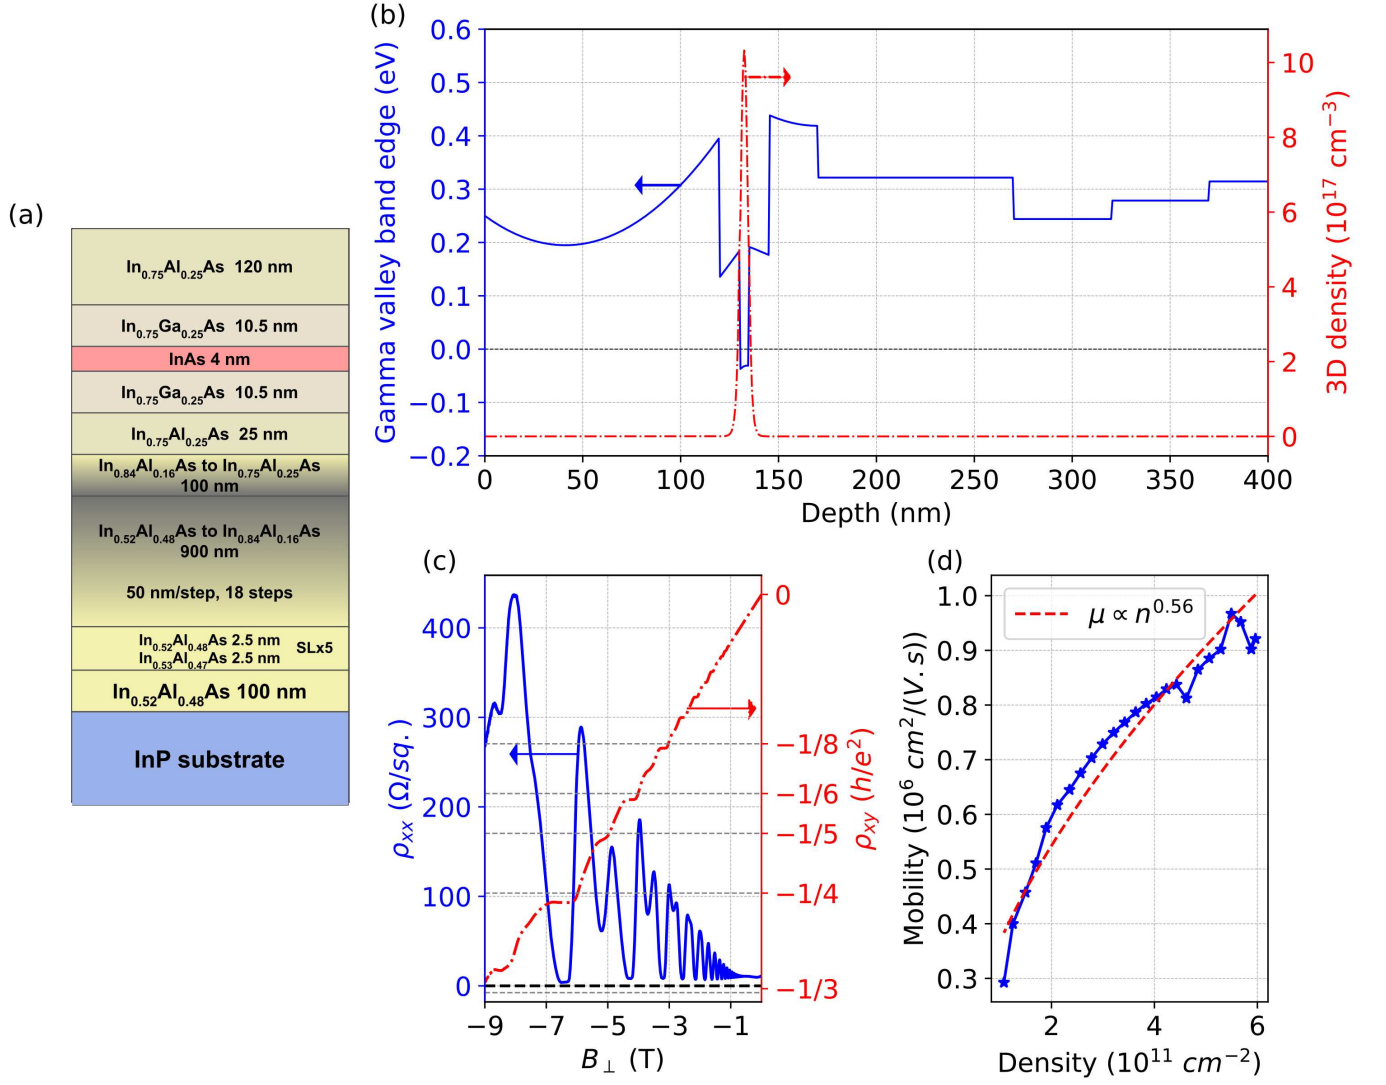 (a)
In0.75Al0.25As 120 nm
In0.75Ga0.25As 10.5 nm
InAs 4 nm
In0.75Ga0.25As 10.5 nm
In0.75Al0.25As 25 nm
In0.84Al0.16As to In0.75Al0.25As
100 nm
In0.52Al0.48As to In0.84Al0.16As
900 nm
50 nm/step, 18 steps
In0.52Al0.48As 2.5 nm
In0.53Al0.47As 2.5 nm
SLx5
In0.52Al0.48As 100 nm
InP substrate
(b)
Gamma valley band edge (eV)
0.6
0.5
0.4
0.3
0.2
0.1
0.0
−0.1
−0.2
0 50 100 150 200 250 300 350 400
Depth (nm)
10
8
6
4
2
0
3D density (10^17 cm^−3)
(c)
ρxx (Ω/sq.)
400
300
200
100
0
−9 −7 −5 −3 −1
B⊥ (T)
0
−1/8
−1/6
−1/5
−1/4
−1/3
ρxy (h/e^2)
(d)
μ ∝ n^0.56
Mobility (10^6 cm^2/(V. s))
1.0
0.9
0.8
0.7
0.6
0.5
0.4
0.3
2 4 6
Density (10^11 cm^−2)